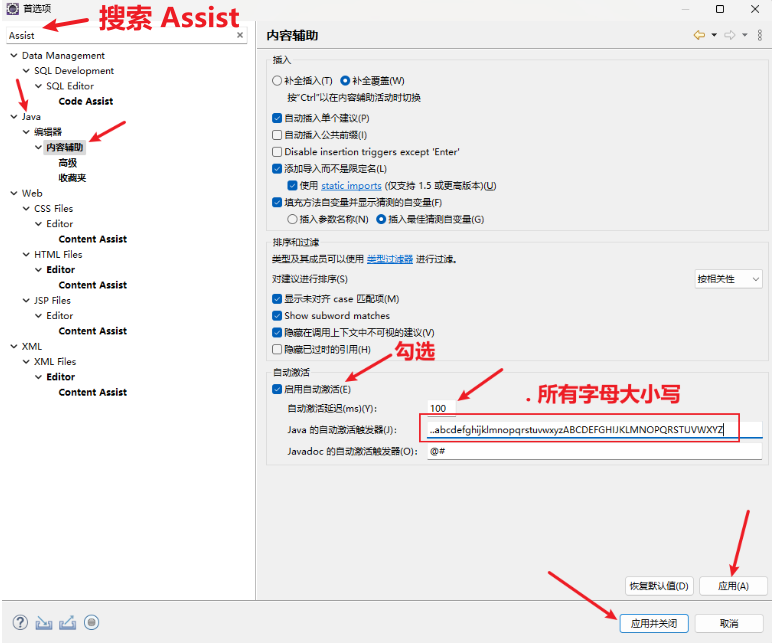 首选项
搜索 Assist
Assist
Data Management
SQL Development
SQL Editor
Code Assist
Java
编辑器
内容辅助
高级
收藏夹
Web
CSS Files
Editor
Content Assist
HTML Files
Editor
Content Assist
JSP Files
Editor
Content Assist
XML
XML Files
Editor
Content Assist
内容辅助
插入
补全插入(T) 补全覆盖(W)
按"Ctrl"以在内容辅助活动时切换
自动插入单个建议(P)
自动插入公共前缀(I)
Disable insertion triggers except 'Enter'
添加导入而不是限定名(L)
使用 static imports (仅支持 1.5 或更高版本)(U)
填充方法自变量并显示猜测的自变量(F)
插入参数名称(N) 插入最佳猜测自变量(G)
排序和过滤
类型及其成员可以使用 类型过滤器 进行过滤。
对建议进行排序(S) 按相关性
显示未对齐 case 匹配项(M)
Show subword matches
隐藏在调用上下文中不可视的建议(V)
隐藏已过时的引用(H)
勾选
自动激活
启用自动激活(E)
自动激活延迟(ms)(Y): 100
. 所有字母大小写
Java 的自动激活触发器(J): ..abcdefghijklmnopqrstuvwxyzABCDEFGHIJKLMNOPQRSTUVWXYZ
Javadoc 的自动激活触发器(O): @#
恢复默认值(D) 应用(A)
应用并关闭 取消